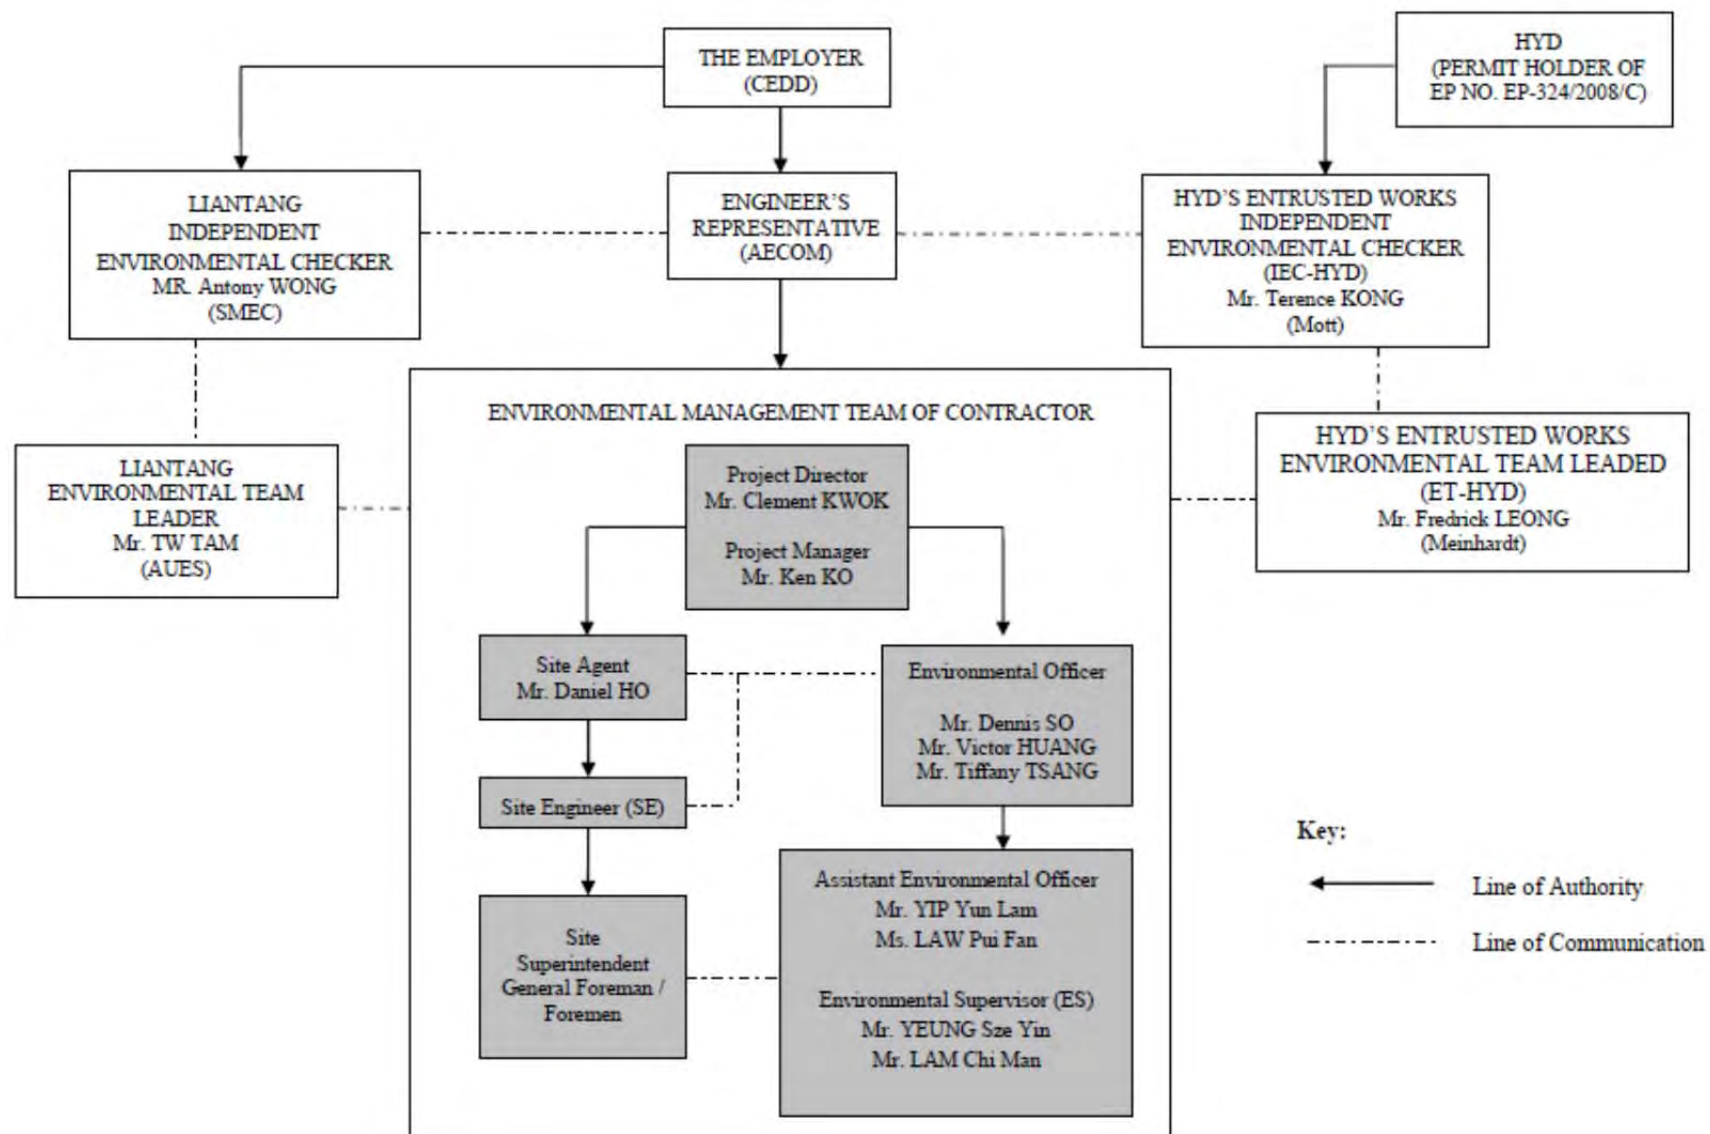 THE EMPLOYER
(CEDD)
HYD
(PERMIT HOLDER OF
EP NO. EP-324/2008/C)
LIANTANG
INDEPENDENT
ENVIRONMENTAL CHECKER
MR. Antony WONG
(SMEC)
ENGINEER'S
REPRESENTATIVE
(AECOM)
HYD'S ENTRUSTED WORKS
INDEPENDENT
ENVIRONMENTAL CHECKER
(IEC-HYD)
Mr. Terence KONG
(Mott)
LIANTANG
ENVIRONMENTAL TEAM
LEADER
Mr. TW TAM
(AUES)
ENVIRONMENTAL MANAGEMENT TEAM OF CONTRACTOR
HYD'S ENTRUSTED WORKS
ENVIRONMENTAL TEAM LEADED
(ET-HYD)
Mr. Fredrick LEONG
(Meinhardt)
Project Director
Mr. Clement KWOK
Project Manager
Mr. Ken KO
Site Agent
Mr. Daniel HO
Environmental Officer
Mr. Dennis SO
Mr. Victor HUANG
Mr. Tiffany TSANG
Site Engineer (SE)
Site
Superintendent
General Foreman /
Foremen
Assistant Environmental Officer
Mr. YIP Yun Lam
Ms. LAW Pui Fan
Environmental Supervisor (ES)
Mr. YEUNG Sze Yin
Mr. LAM Chi Man
Key:
Line of Authority
Line of Communication